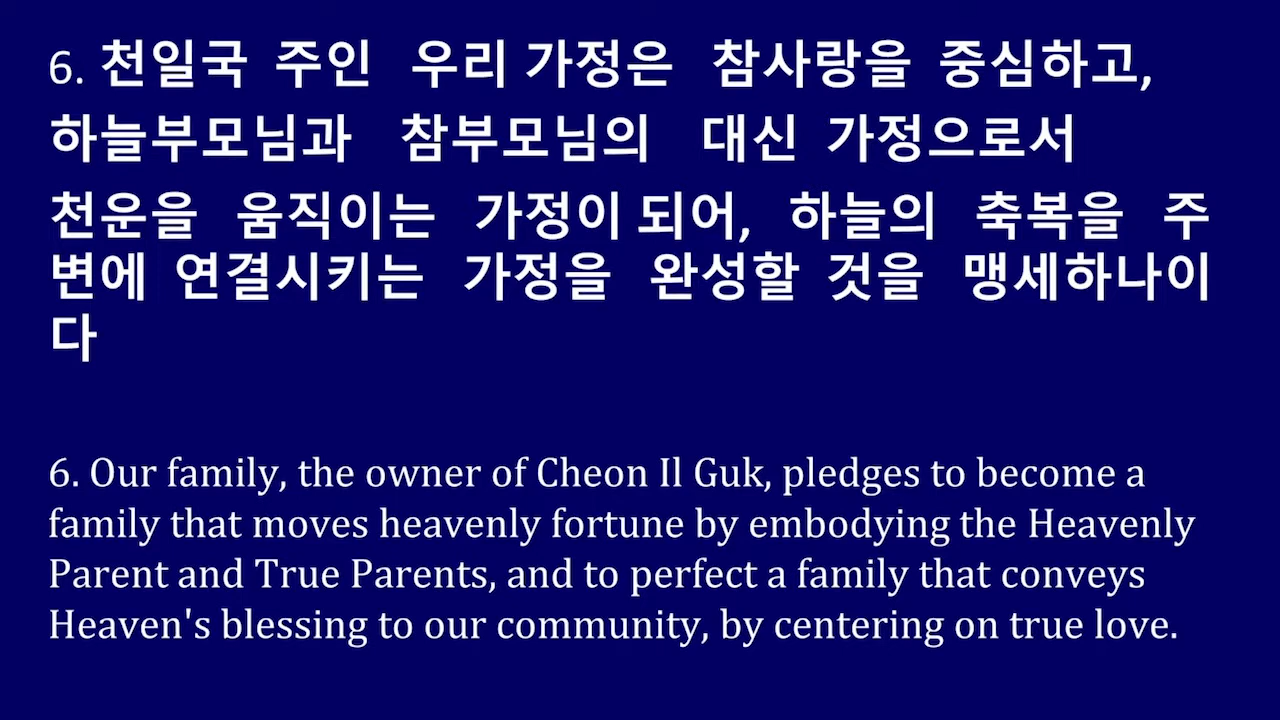 6. 천일국 주인 우리 가정은 참사랑을 중심하고,
하늘부모님과 참부모님의 대신 가정으로서
천운을 움직이는 가정이 되어, 하늘의 축복을 주
변에 연결시키는 가정을 완성할 것을 맹세하나이
다
6. Our family, the owner of Cheon Il Guk, pledges to become a
family that moves heavenly fortune by embodying the Heavenly
Parent and True Parents, and to perfect a family that conveys
Heaven's blessing to our community, by centering on true love.